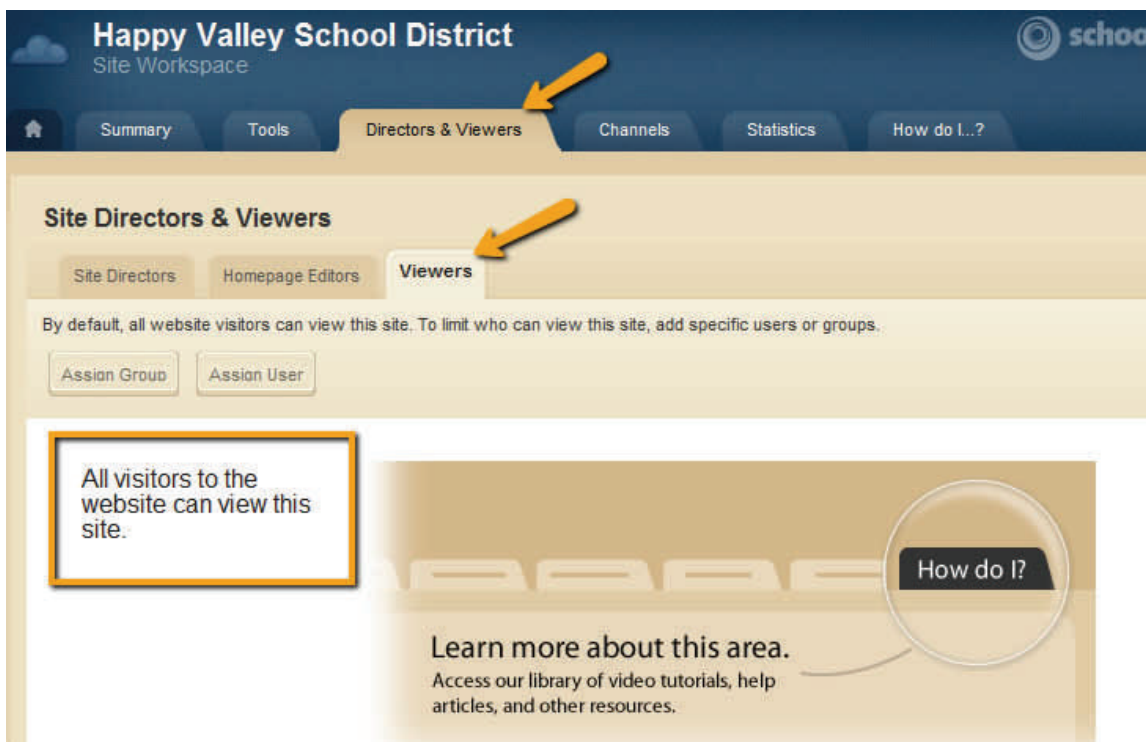 Happy Valley School District
Site Workspace
schoo
Summary
Tools
Directors & Viewers
Channels
Statistics
How do I...?
Site Directors & Viewers
Site Directors
Homepage Editors
Viewers
By default, all website visitors can view this site. To limit who can view this site, add specific users or groups.
Assign Group
Assign User
All visitors to the
website can view this
site.
How do I?
Learn more about this area.
Access our library of video tutorials, help
articles, and other resources.